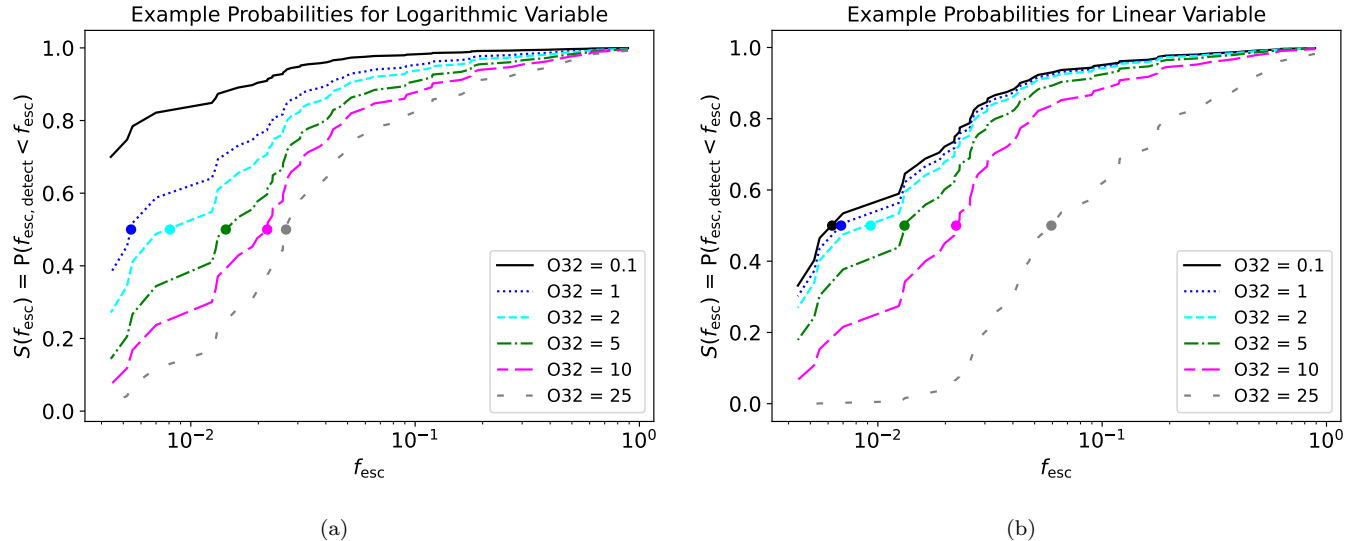 Example Probabilities for Logarithmic Variable
1.0
0.8
0.6
0.4
0.2
0.0
S(f_esc) = P(f_esc, detect < f_esc)
10^-2
10^-1
10^0
f_esc
O32 = 0.1
O32 = 1
O32 = 2
O32 = 5
O32 = 10
O32 = 25
(a)
Example Probabilities for Linear Variable
1.0
0.8
0.6
0.4
0.2
0.0
S(f_esc) = P(f_esc, detect < f_esc)
10^-2
10^-1
10^0
f_esc
O32 = 0.1
O32 = 1
O32 = 2
O32 = 5
O32 = 10
O32 = 25
(b)